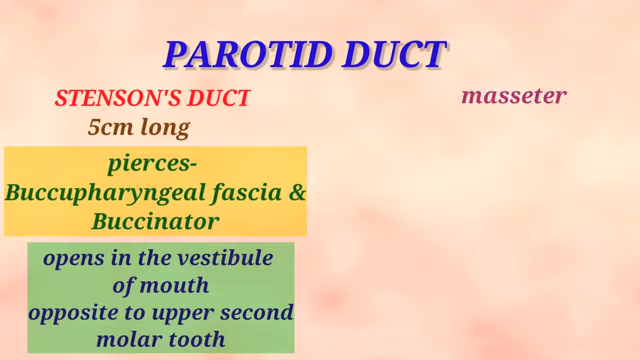 PAROTID DUCT
STENSON'S DUCT
5cm long
pierces-
Buccupharyngeal fascia &
Buccinator
opens in the vestibule
of mouth
opposite to upper second
molar tooth
masseter